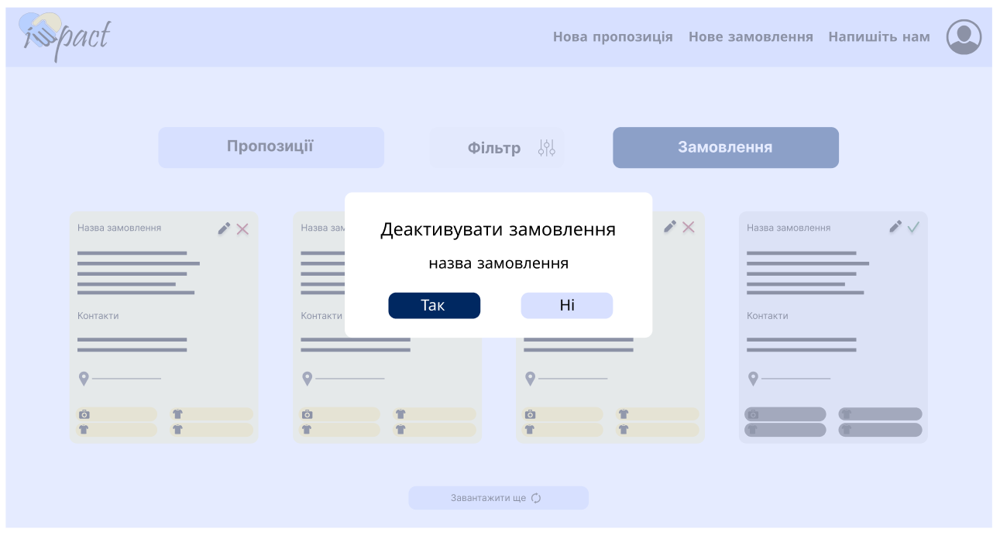 impact
Нова пропозиція Нове замовлення Напишіть нам
Пропозиції Фільтр Замовлення
Деактивувати замовлення
назва замовлення
Так Ні
Назва замовлення Назва зам Назва замовлення
Контакти Контакти Контакти
Завантажити ще